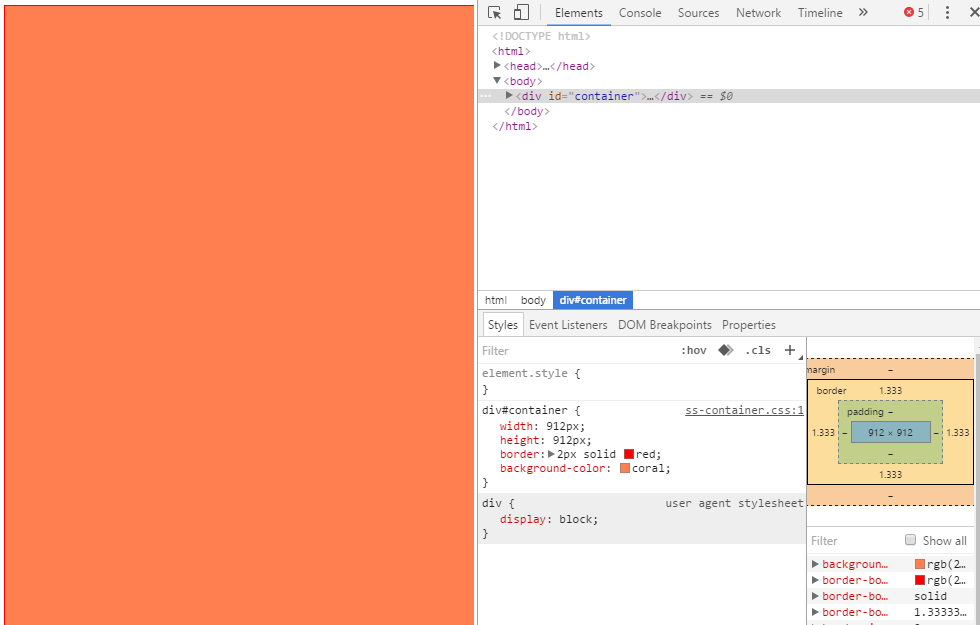 Elements Console Sources Network Timeline » 5
<!DOCTYPE html>
<html>
<head>…</head>
<body>
<div id="container">…</div> == $0
</body>
</html>
html body div#container
Styles Event Listeners DOM Breakpoints Properties
Filter :hov .cls +
element.style {
}
div#container { ss-container.css:1
width: 912px;
height: 912px;
border: 2px solid red;
background-color: coral;
}
div { user agent stylesheet
display: block;
}
margin –
border 1.333
padding –
1.333 – 912 × 912 – 1.333
–
1.333
–
Filter Show all
backgroun… rgb(2…
border-bo… rgb(2…
border-bo… solid
border-bo… 1.33333…